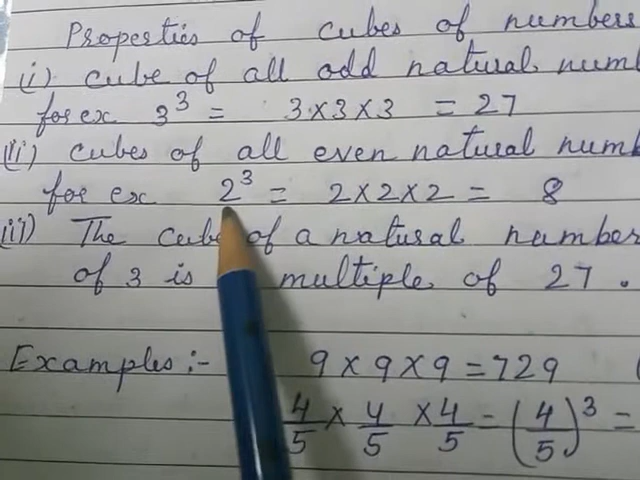 Properties of cubes of numbers
(i) cube of all odd natural num
for ex 3³ = 3×3×3 = 27
(ii) cubes of all even natural num
for ex 2³ = 2×2×2 = 8
(iii) The cube of a natural number
of 3 is multiple of 27.
Examples:- 9×9×9=729 (
4/5 × 4/5 × 4/5 = (4/5)³ =